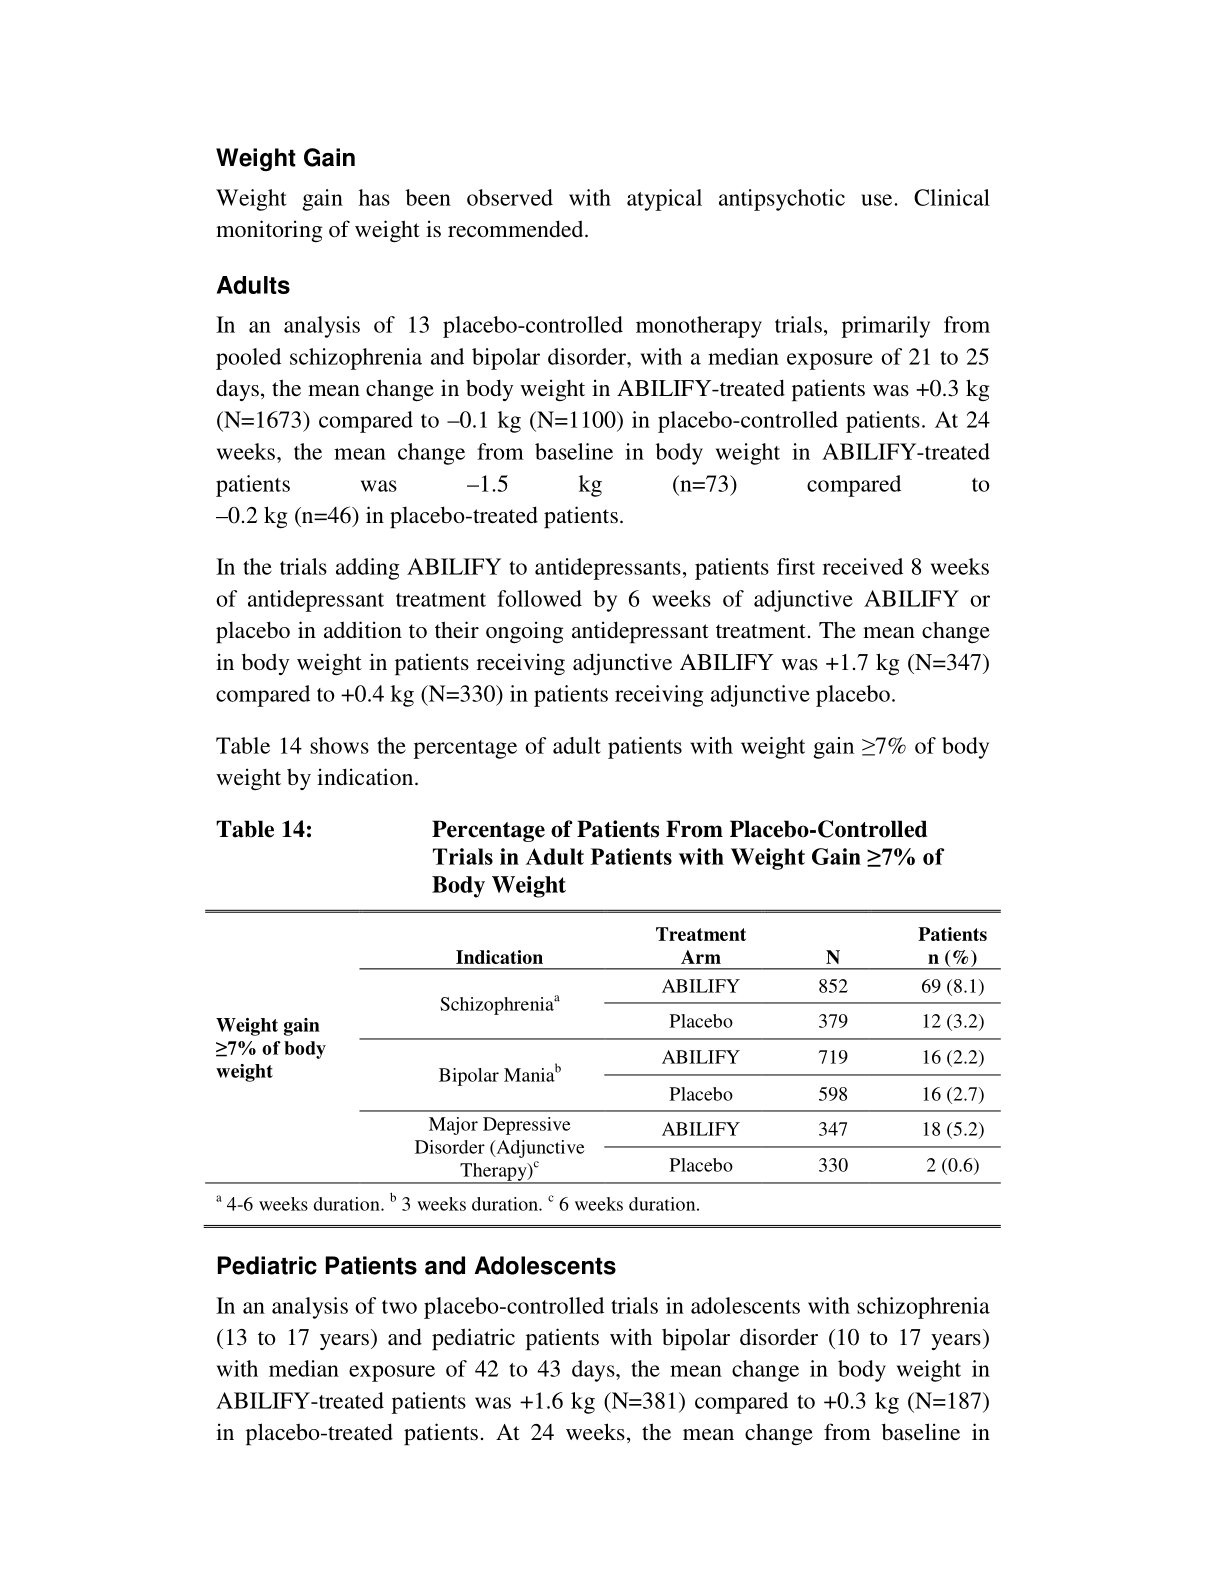 Weight Gain
Weight gain has been observed with atypical antipsychotic use. Clinical
monitoring of weight is recommended.
Adults
In an analysis of 13 placebo-controlled monotherapy trials, primarily from
pooled schizophrenia and bipolar disorder, with a median exposure of 21 to 25
days, the mean change in body weight in ABILIFY-treated patients was +0.3 kg
(N=1673) compared to –0.1 kg (N=1100) in placebo-controlled patients. At 24
weeks, the mean change from baseline in body weight in ABILIFY-treated
patients was –1.5 kg (n=73) compared to
–0.2 kg (n=46) in placebo-treated patients.
In the trials adding ABILIFY to antidepressants, patients first received 8 weeks
of antidepressant treatment followed by 6 weeks of adjunctive ABILIFY or
placebo in addition to their ongoing antidepressant treatment. The mean change
in body weight in patients receiving adjunctive ABILIFY was +1.7 kg (N=347)
compared to +0.4 kg (N=330) in patients receiving adjunctive placebo.
Table 14 shows the percentage of adult patients with weight gain ≥7% of body
weight by indication.
Table 14: Percentage of Patients From Placebo-Controlled
Trials in Adult Patients with Weight Gain ≥7% of
Body Weight
Treatment Patients
Indication Arm N n (%)
Schizophreniaᵃ ABILIFY 852 69 (8.1)
Placebo 379 12 (3.2)
Weight gain
≥7% of body
weight
Bipolar Maniaᵇ ABILIFY 719 16 (2.2)
Placebo 598 16 (2.7)
Major Depressive
Disorder (Adjunctive
Therapy)ᶜ
ABILIFY 347 18 (5.2)
Placebo 330 2 (0.6)
ᵃ 4-6 weeks duration. ᵇ 3 weeks duration. ᶜ 6 weeks duration.
Pediatric Patients and Adolescents
In an analysis of two placebo-controlled trials in adolescents with schizophrenia
(13 to 17 years) and pediatric patients with bipolar disorder (10 to 17 years)
with median exposure of 42 to 43 days, the mean change in body weight in
ABILIFY-treated patients was +1.6 kg (N=381) compared to +0.3 kg (N=187)
in placebo-treated patients. At 24 weeks, the mean change from baseline in